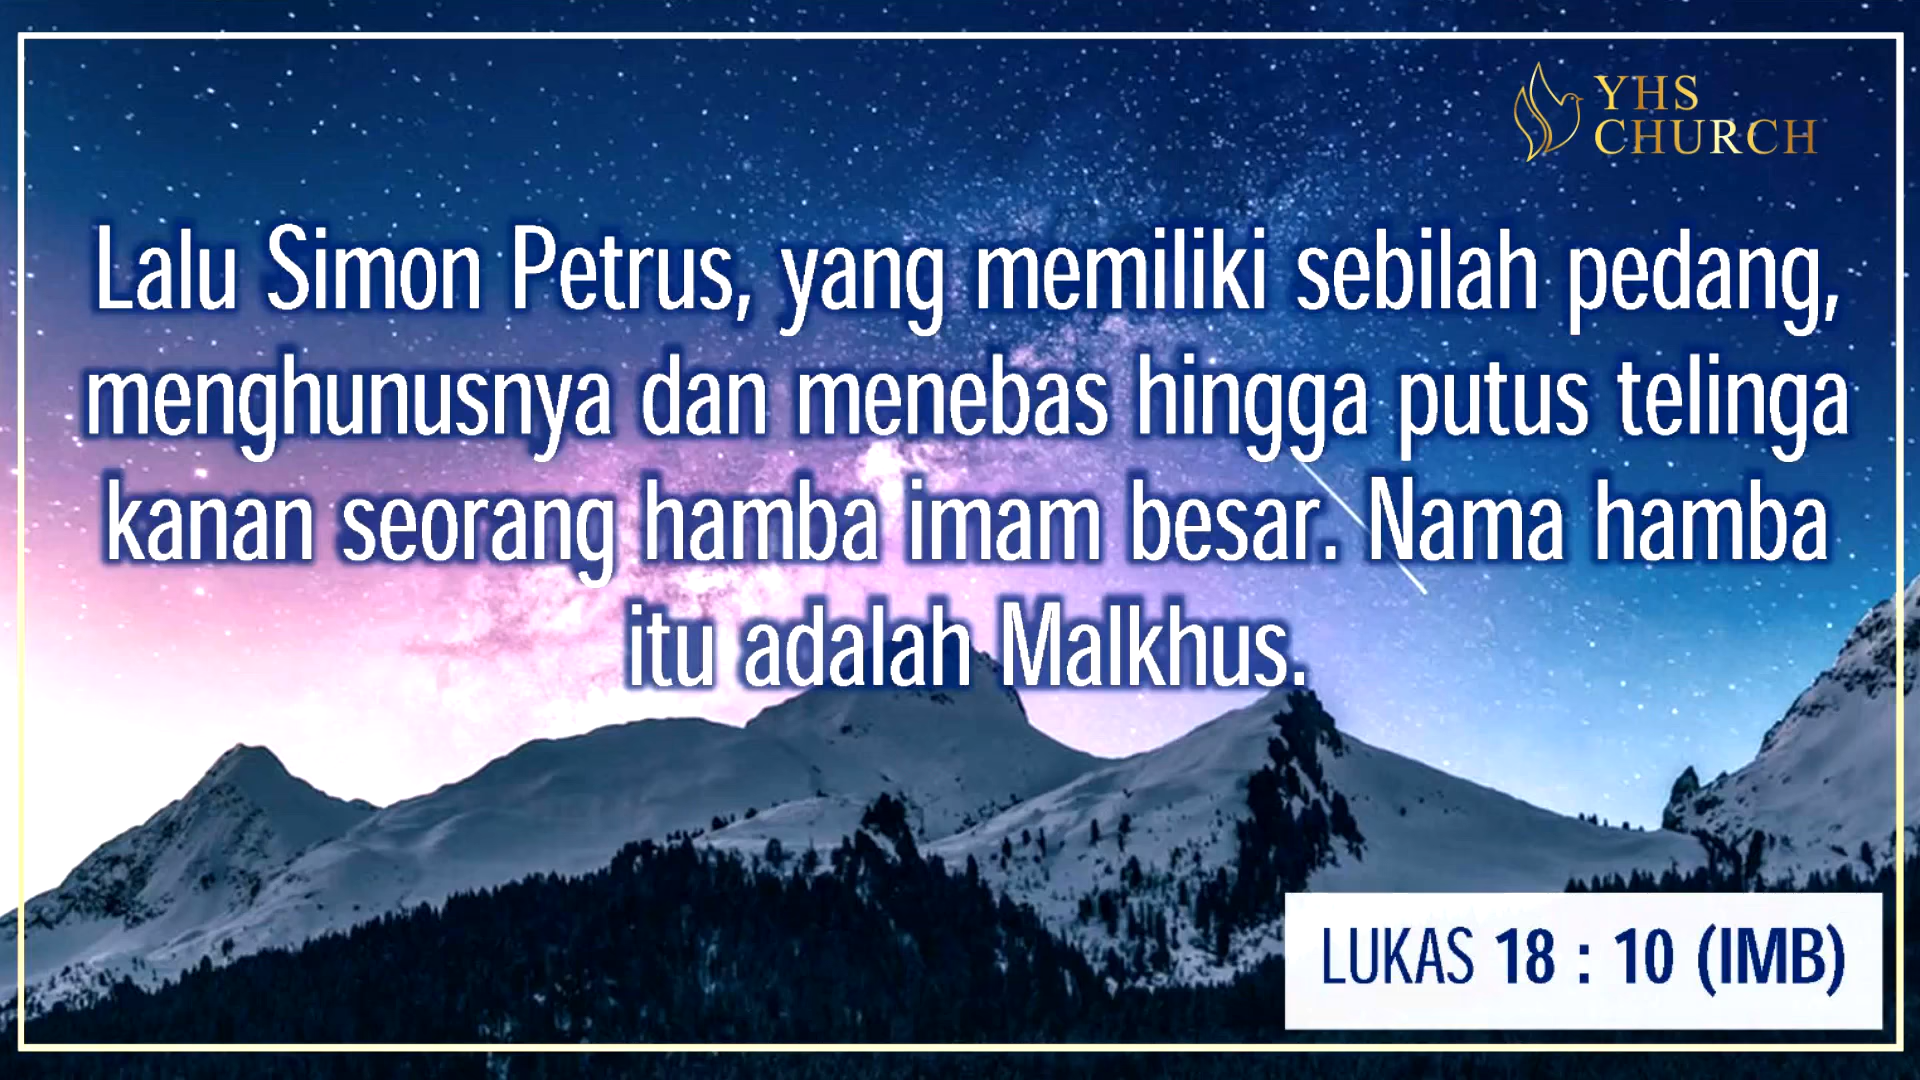 YHS
CHURCH
Lalu Simon Petrus, yang memiliki sebilah pedang,
menghunusnya dan menebas hingga putus telinga
kanan seorang hamba imam besar. Nama hamba
itu adalah Malkhus.
LUKAS 18 : 10 (IMB)